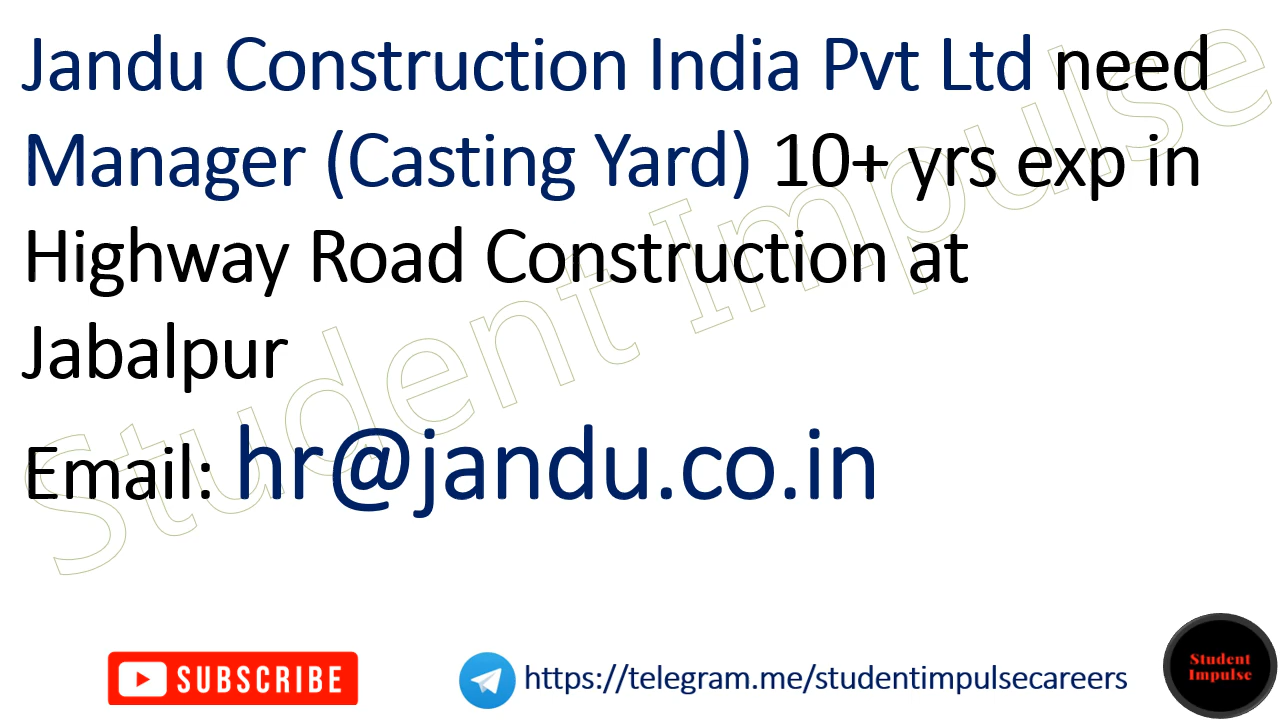 Jandu Construction India Pvt Ltd need
Manager (Casting Yard) 10+ yrs exp in
Highway Road Construction at
Jabalpur
Email: hr@jandu.co.in
Student Impulse
SUBSCRIBE
https://telegram.me/studentimpulsecareers
Student
Impulse